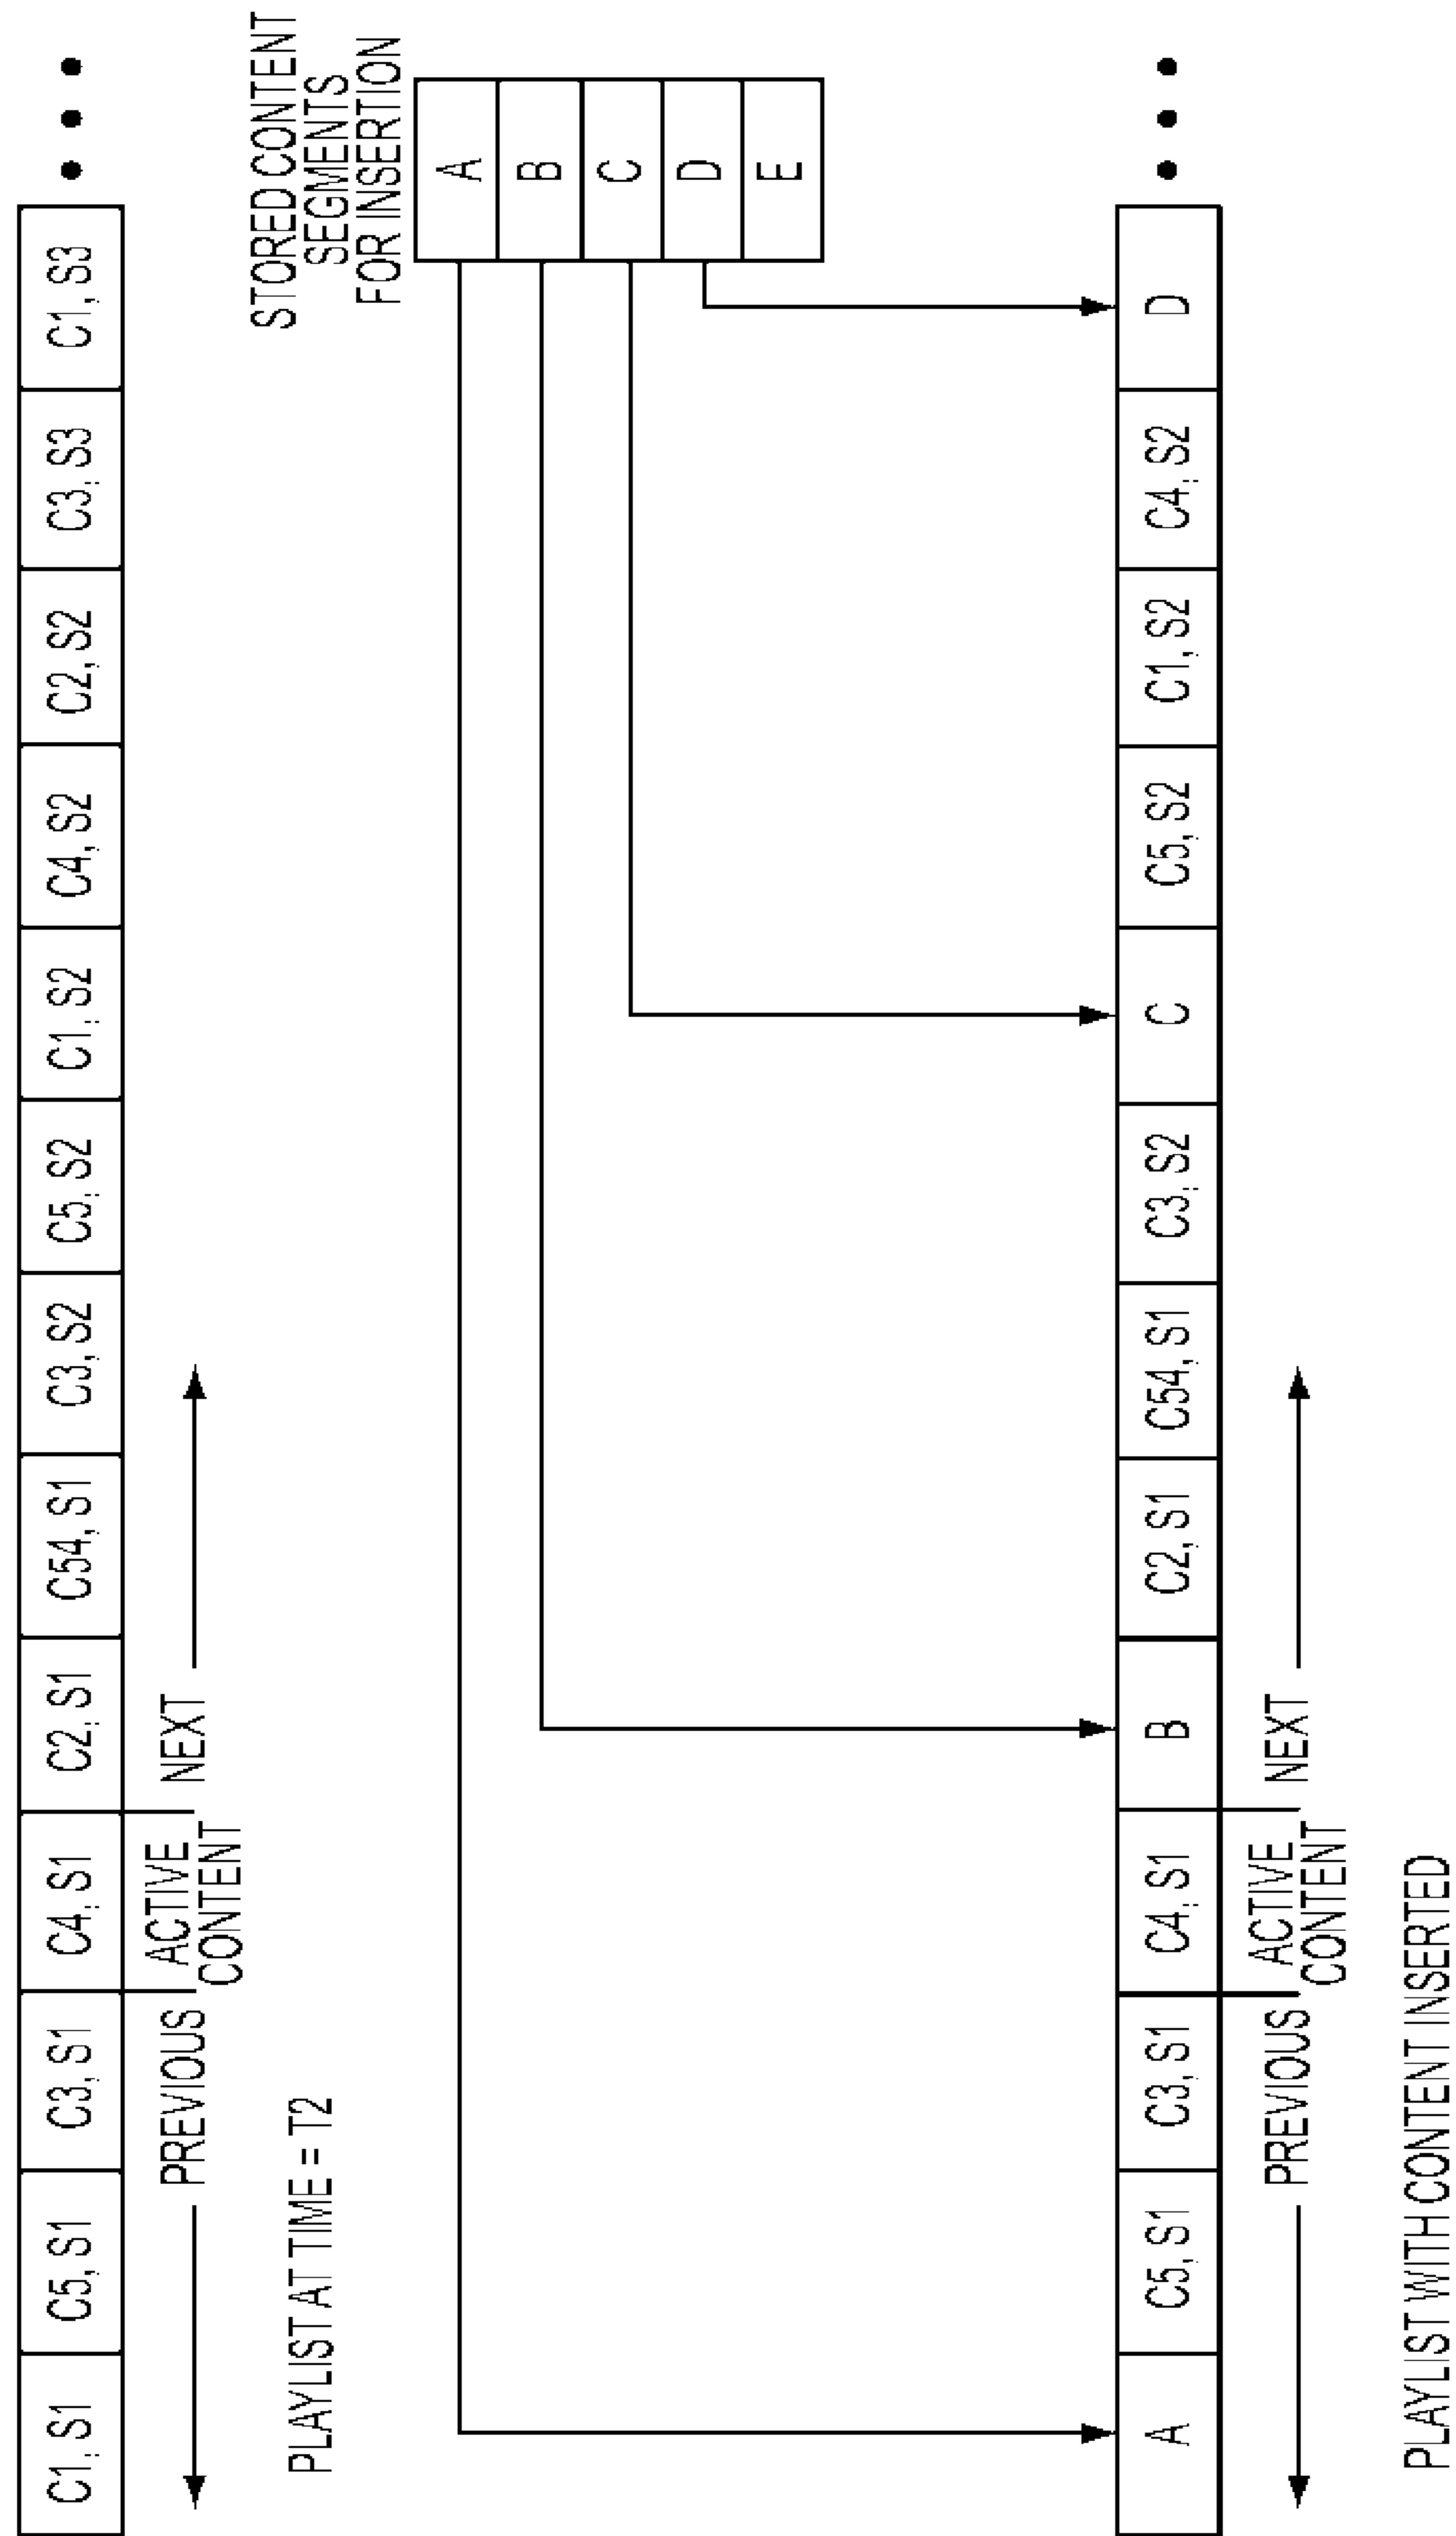 C1, S1
C5, S1
C3, S1
C4, S1
C2, S1
C54, S1
C3, S2
C5, S2
C1, S2
C4, S2
C2, S2
C3, S3
C1, S3
PREVIOUS
ACTIVE
CONTENT
NEXT
PLAYLIST AT TIME = T2
STORED CONTENT
SEGMENTS
FOR INSERTION
A
B
C
D
E
A
C5, S1
C3, S1
C4, S1
B
C2, S1
C54, S1
C3, S2
C
C5, S2
C1, S2
C4, S2
D
PREVIOUS
ACTIVE
CONTENT
NEXT
PLAYLIST WITH CONTENT INSERTED